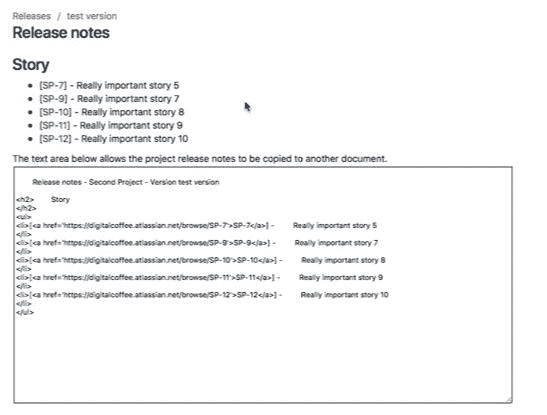 Releases / test version
Release notes
Story
• [SP-7] - Really important story 5
• [SP-9] - Really important story 7
• [SP-10] - Really important story 8
• [SP-11] - Really important story 9
• [SP-12] - Really important story 10
The text area below allows the project release notes to be copied to another document.
Release notes - Second Project - Version test version
<h2> Story
</h2>
<ul>
<li>[<a href='https://digitalcoffee.atlassian.net/browse/SP-7'>SP-7</a>] - Really important story 5
</li>
<li>[<a href='https://digitalcoffee.atlassian.net/browse/SP-9'>SP-9</a>] - Really important story 7
</li>
<li>[<a href='https://digitalcoffee.atlassian.net/browse/SP-10'>SP-10</a>] - Really important story 8
</li>
<li>[<a href='https://digitalcoffee.atlassian.net/browse/SP-11'>SP-11</a>] - Really important story 9
</li>
<li>[<a href='https://digitalcoffee.atlassian.net/browse/SP-12'>SP-12</a>] - Really important story 10
</li>
</ul>